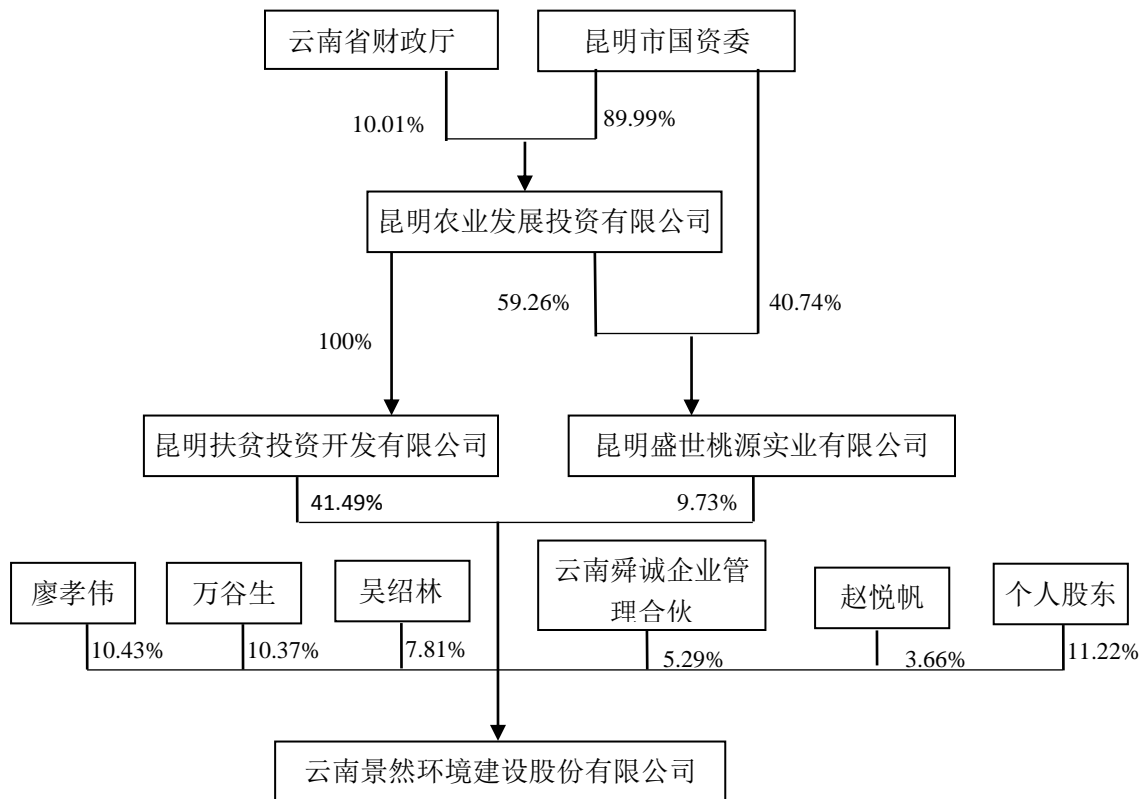 云南省财政厅
昆明市国资委
10.01%
89.99%
昆明农业发展投资有限公司
59.26%
40.74%
100%
昆明扶贫投资开发有限公司
昆明盛世桃源实业有限公司
41.49%
9.73%
廖孝伟
万谷生
吴绍林
云南舜诚企业管
理合伙
赵悦帆
个人股东
10.43%
10.37%
7.81%
5.29%
3.66%
11.22%
云南景然环境建设股份有限公司